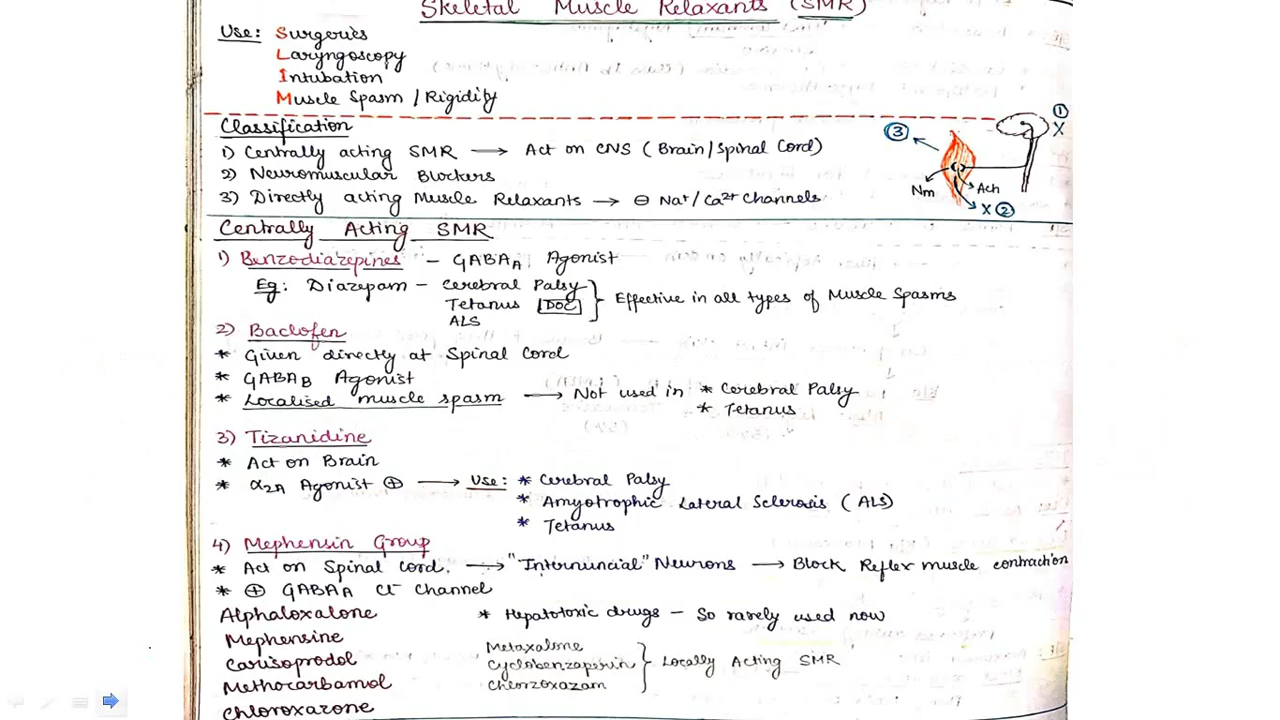 Skeletal Muscle Relaxants (SMR)
Use: Surgeries
Laryngoscopy
Intubation
Muscle Spasm / Rigidity
Classification
1) Centrally acting SMR → Act on CNS (Brain/Spinal Cord)
2) Neuromuscular Blockers
3) Directly acting Muscle Relaxants → ⊖ Na+/Ca2+ Channels
① X
③
Nm
Ach
X ②
Centrally Acting SMR
1) Benzodiazepines - GABAA Agonist
Eg: Diazepam - Cerebral Palsy
Tetanus DOC
ALS
Effective in all types of Muscle Spasms
2) Baclofen
* Given directly at Spinal Cord
* GABAB Agonist
* Localised muscle spasm → Not used in * Cerebral Palsy
* Tetanus
3) Tizanidine
* Act on Brain
* α2A Agonist ⊕ → Use: * Cerebral Palsy
* Amyotrophic Lateral Sclerosis (ALS)
* Tetanus
4) Mephensin Group
* Act on Spinal Cord. → "Internuncial" Neurons → Block Reflex muscle contraction
* ⊕ GABAA Cl- Channel
Alphaloxalone * Hepatotoxic drugs - So rarely used now
Mephensine
Carisoprodol
Methocarbamol
Chloroxazone
Metaxalone
Cyclobenzaperin
Chlorzoxazam
Locally Acting SMR